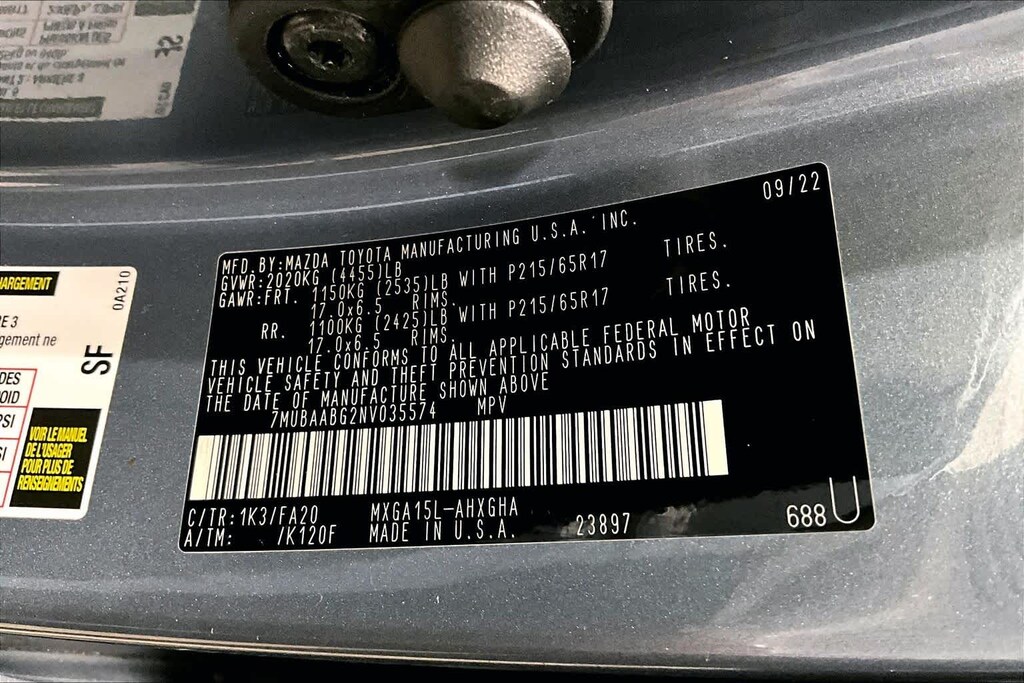 09/22
MFD.BY:MAZDA TOYOTA MANUFACTURING U.S.A. INC.
GVWR:2020KG (4455)LB
GAWR:FRT. 1150KG (2535)LB WITH P215/65R17 TIRES.
17.0x6.5 RIMS.
RR. 1100KG (2425)LB WITH P215/65R17 TIRES.
17.0x6.5 RIMS.
THIS VEHICLE CONFORMS TO ALL APPLICABLE FEDERAL MOTOR
VEHICLE SAFETY AND THEFT PREVENTION STANDARDS IN EFFECT ON
THE DATE OF MANUFACTURE SHOWN ABOVE
7MUBAABG2NV035574 MPV
C/TR:1K3/FA20 MXGA15L-AHXGHA
A/TM: /K120F MADE IN U.S.A. 23897
688 U
0A210
SF
VOIR LE MANUEL
DE L'USAGER
POUR PLUS DE
RENSEIGNEMENTS